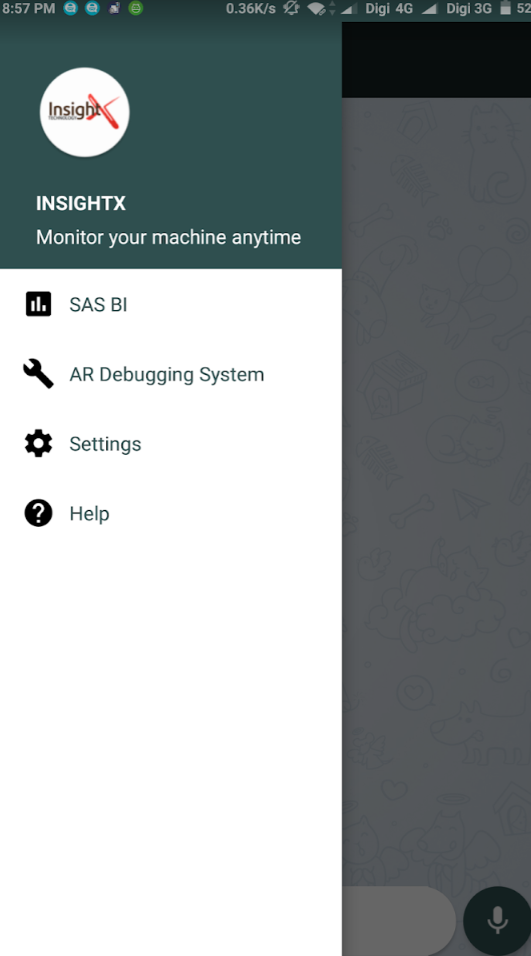 8:57 PM 0.36K/s Digi 4G Digi 3G 52
InsightX
TECHNOLOGY
INSIGHTX
Monitor your machine anytime
SAS BI
AR Debugging System
Settings
Help